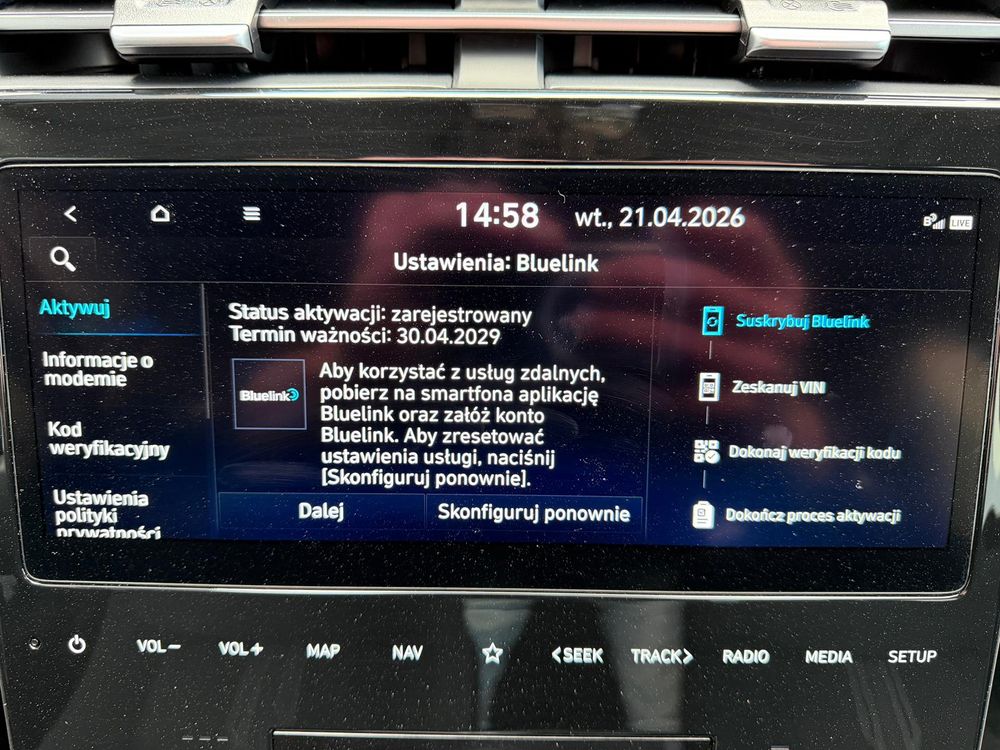 14:58 wt., 21.04.2026
LIVE
Ustawienia: Bluelink
Aktywuj
Informacje o
modemie
Kod
weryfikacyjny
Ustawienia
polityki
prywatności
Status aktywacji: zarejestrowany
Termin ważności: 30.04.2029
Bluelink
Aby korzystać z usług zdalnych,
pobierz na smartfona aplikację
Bluelink oraz załóż konto
Bluelink. Aby zresetować
ustawienia usługi, naciśnij
[Skonfiguruj ponownie].
Dalej
Skonfiguruj ponownie
Suskrybuj Bluelink
Zeskanuj VIN
Dokonaj weryfikacji kodu
Dokończ proces aktywacji
VOL− VOL+ MAP NAV <SEEK TRACK> RADIO MEDIA SETUP